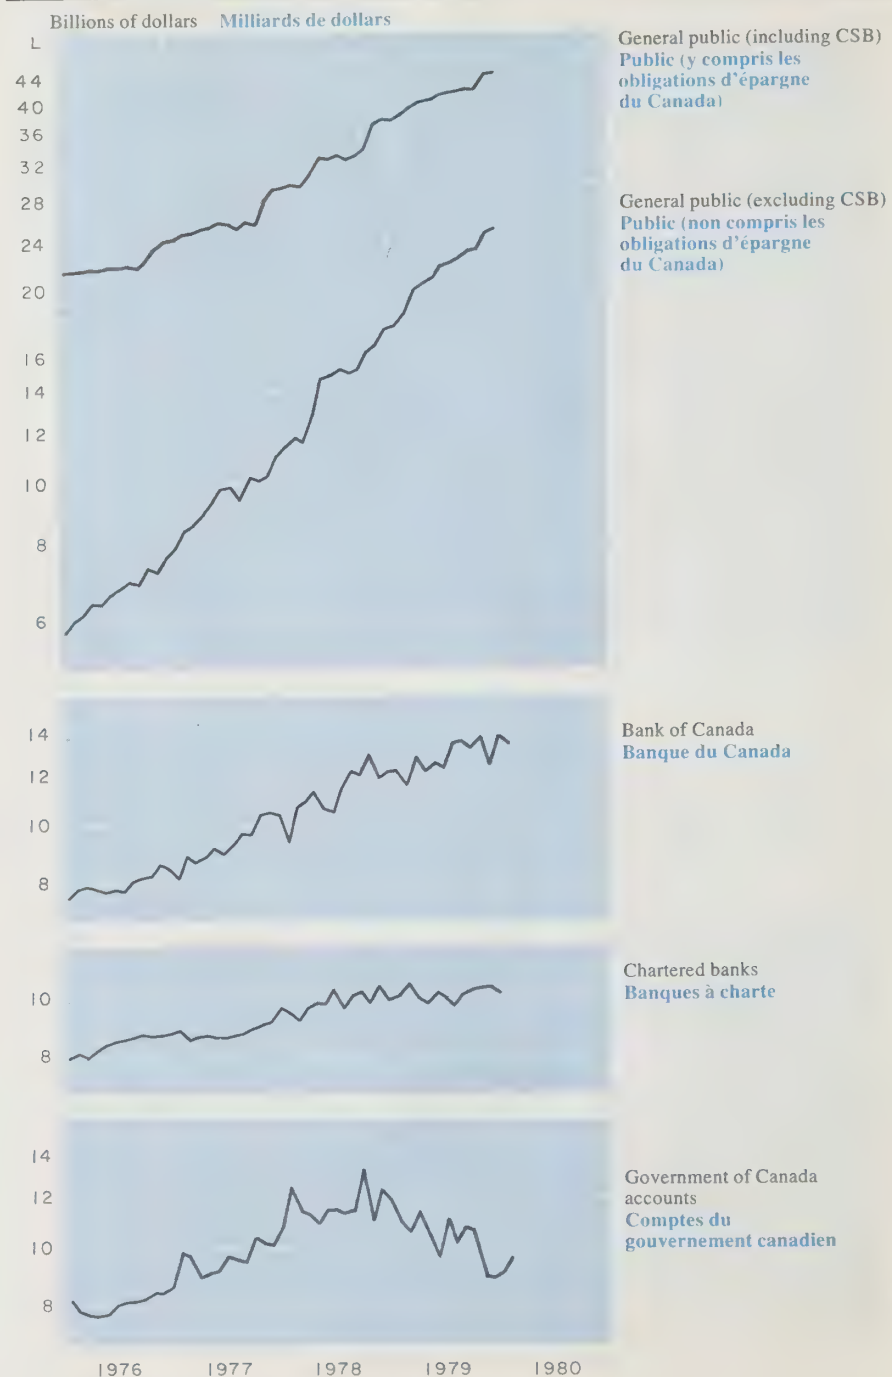 Billions of dollars Milliards de dollars
L
44
40
36
32
28
24
20
16
14
12
10
8
6
General public (including CSB)
Public (y compris les
obligations d'épargne
du Canada)
General public (excluding CSB)
Public (non compris les
obligations d'épargne
du Canada)
14
12
10
8
Bank of Canada
Banque du Canada
10
8
Chartered banks
Banques à charte
14
12
10
8
Government of Canada
accounts
Comptes du
gouvernement canadien
1976 1977 1978 1979 1980